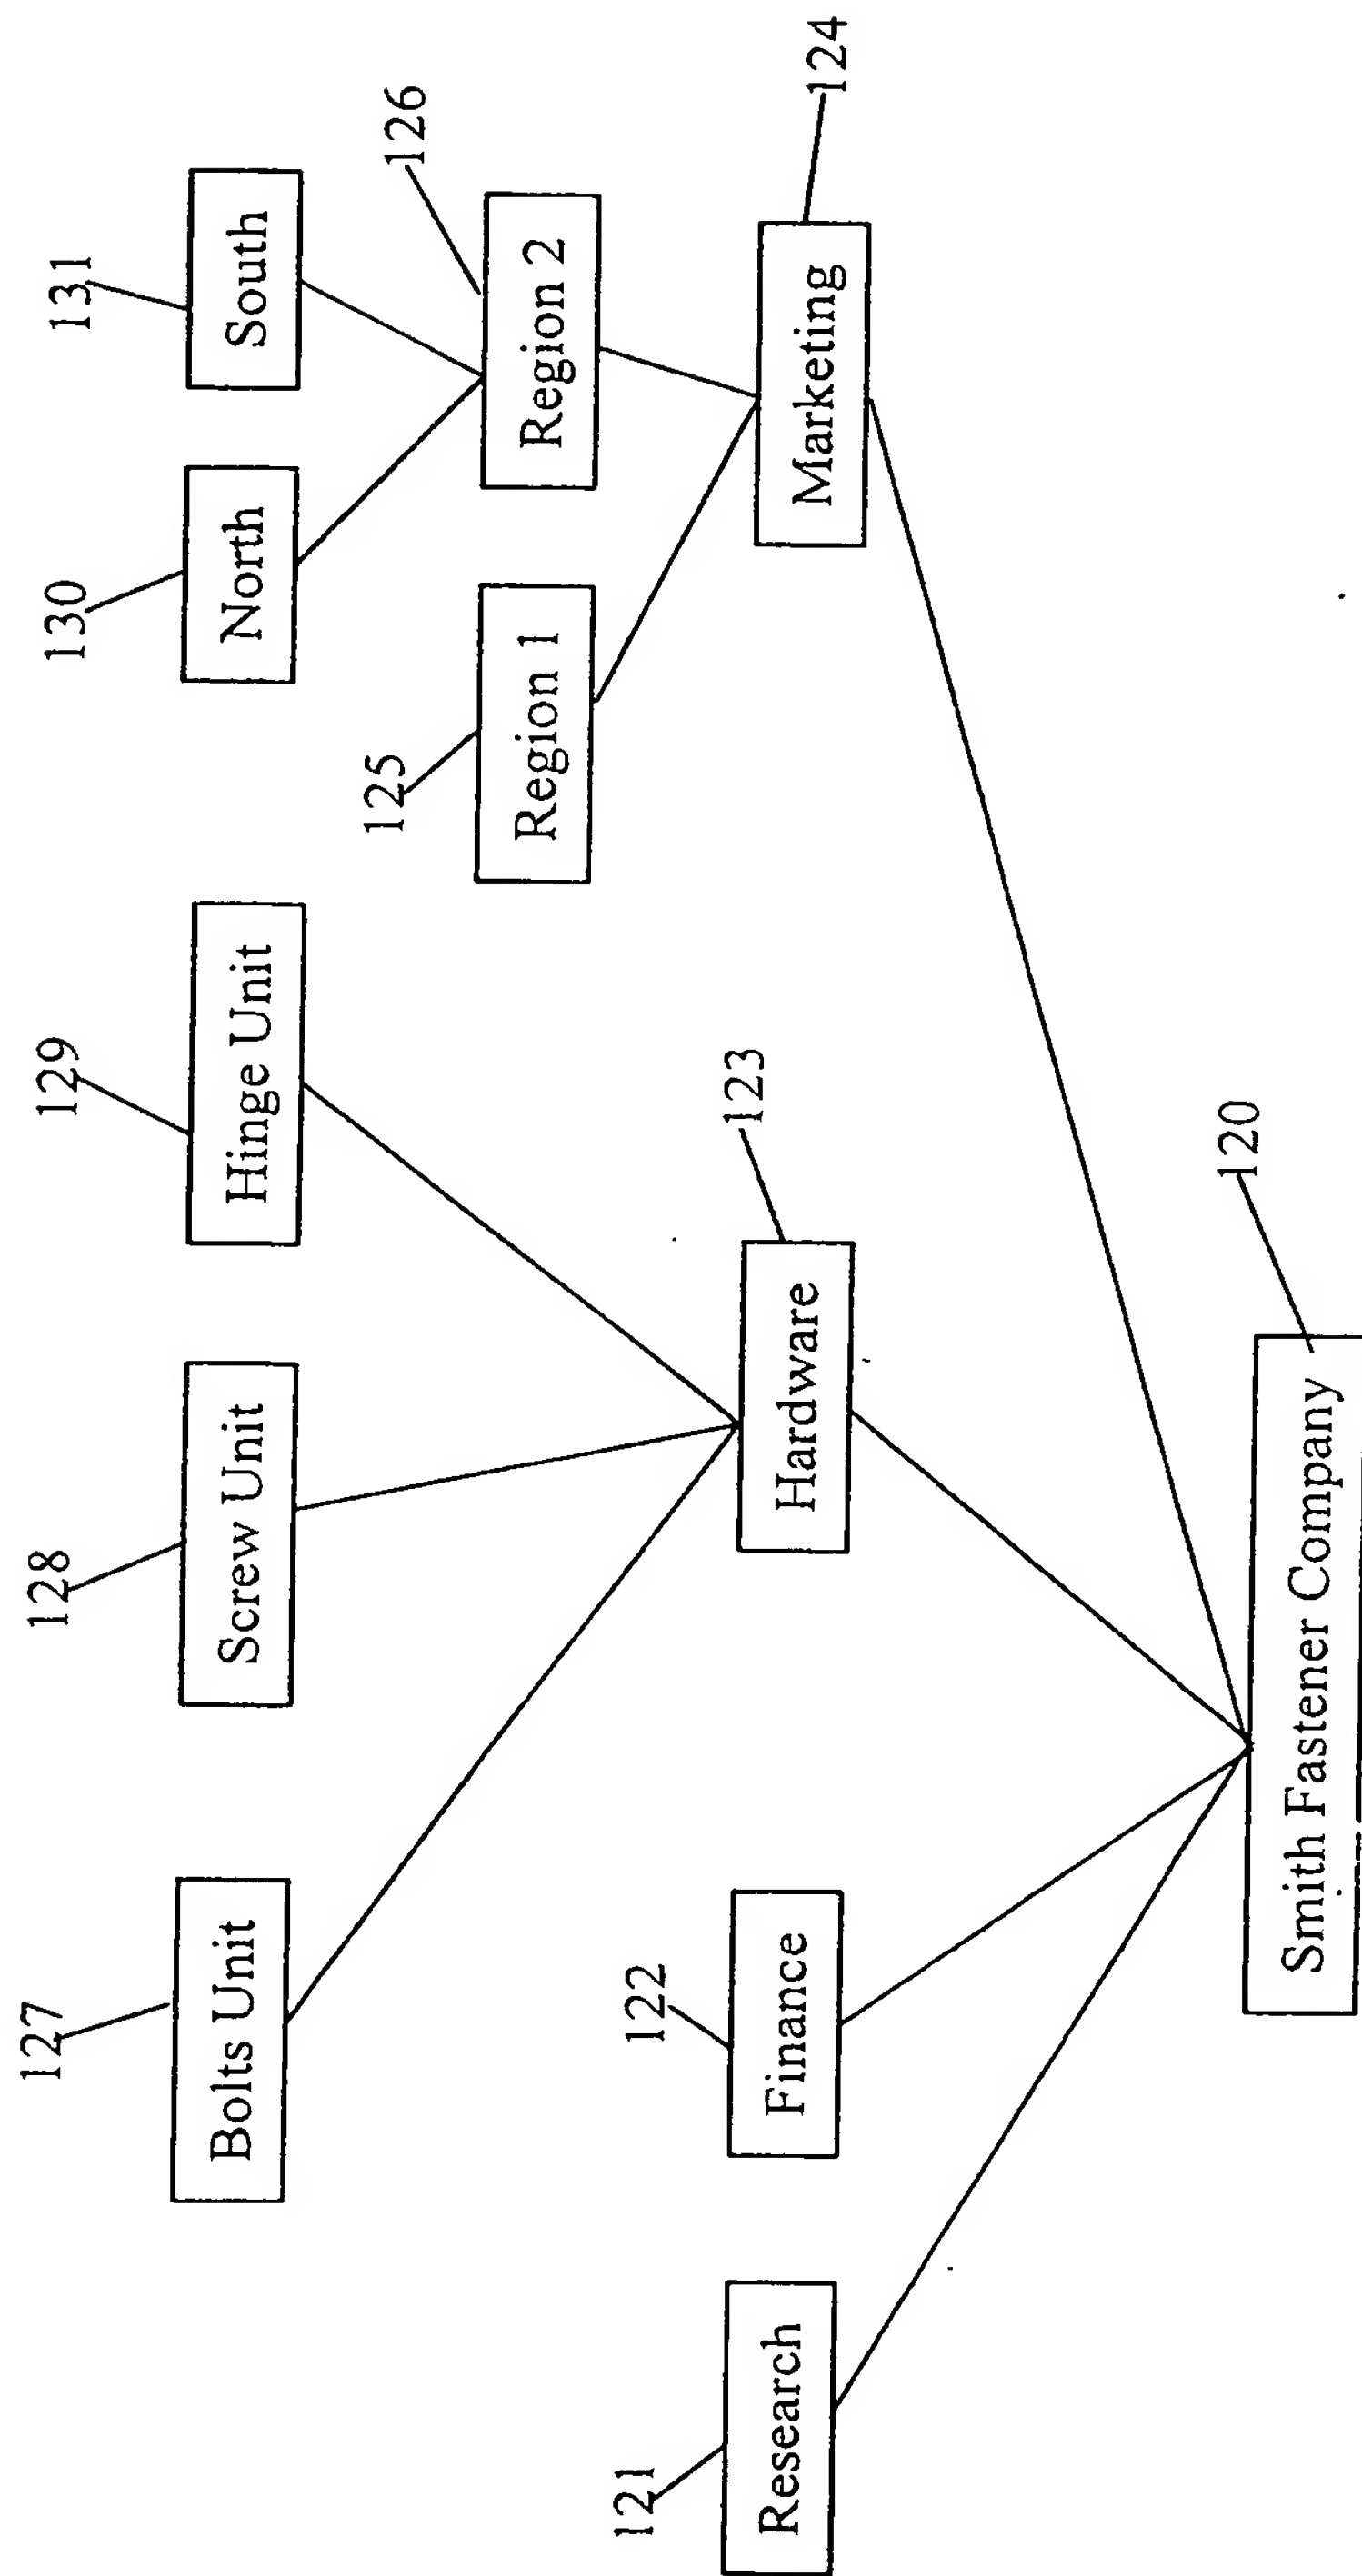 127
128
129
130
131
Bolts Unit
Screw Unit
Hinge Unit
North
South
125
126
Region 1
Region 2
121
122
123
124
Research
Finance
Hardware
Marketing
120
Smith Fastener Company